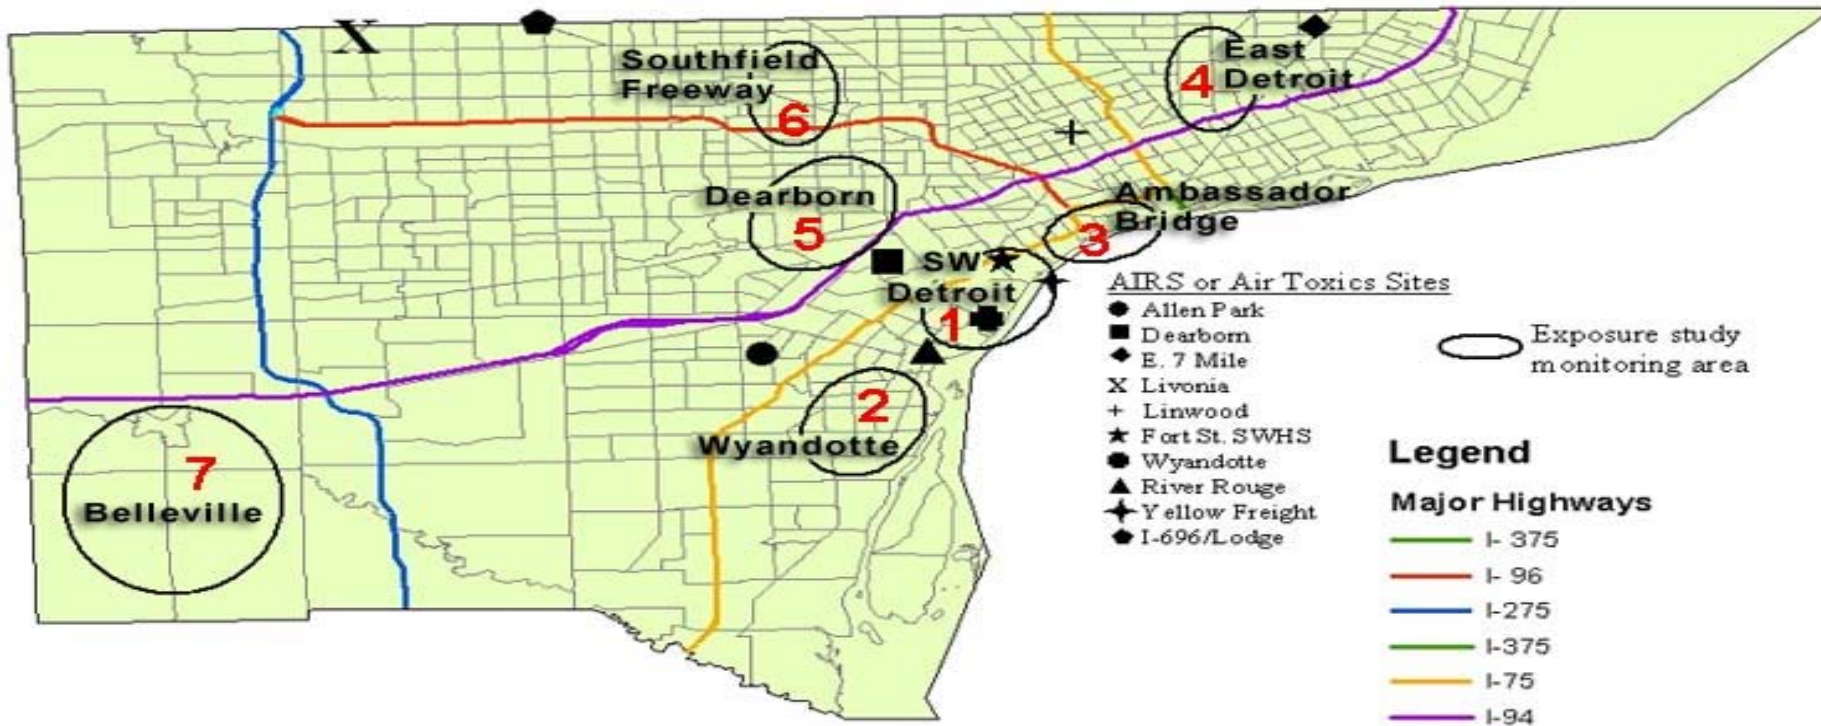 X
Southfield
Freeway
6
4
East
Detroit
Dearborn
5
Ambassador
Bridge
3
SW
Detroit
1
2
Wyandotte
7
Belleville
AIRS or Air Toxics Sites
Allen Park
Dearborn
E. 7 Mile
X Livonia
+ Linwood
Fort St. SWHS
Wyandotte
River Rouge
Yellow Freight
I-696/Lodge
Exposure study
monitoring area
Legend
Major Highways
I- 375
I- 96
I-275
I-375
I-75
I-94